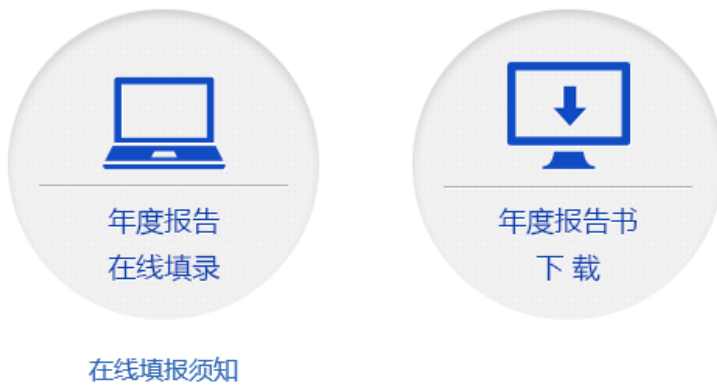 年度报告
在线填录
年度报告书
下 载
在线填报须知